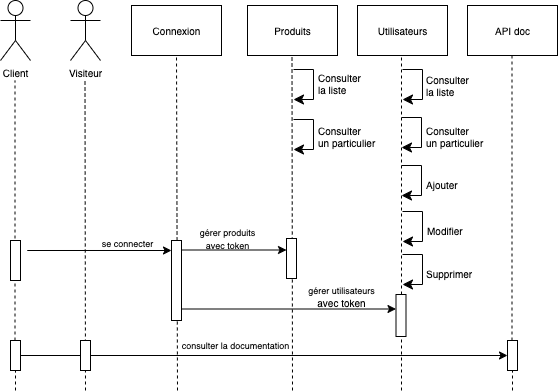 Connexion
Produits
Utilisateurs
API doc
Client
Visiteur
Consulter
la liste
Consulter
la liste
Consulter
un particulier
Consulter
un particulier
Ajouter
Modifier
gérer produits
avec token
se connecter
Supprimer
gérer utilisateurs
avec token
consulter la documentation